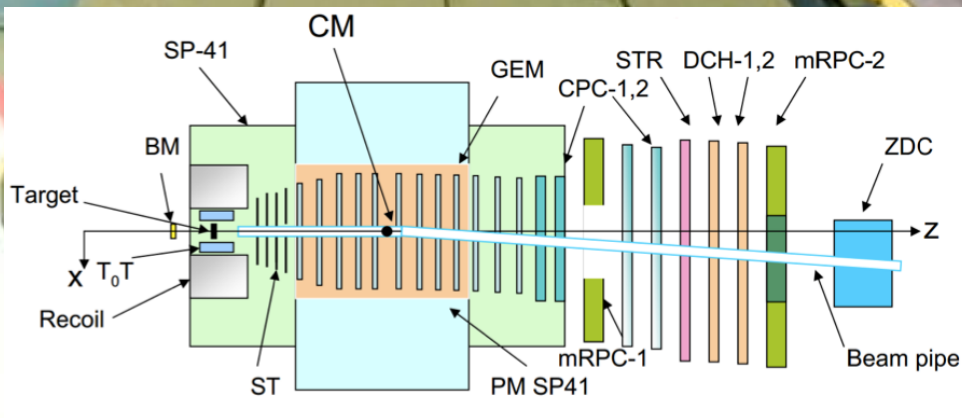 CM
SP-41
GEM
STR
DCH-1,2
mRPC-2
CPC-1,2
BM
ZDC
Target
Z
X
T₀T
Recoil
mRPC-1
Beam pipe
ST
PM SP41